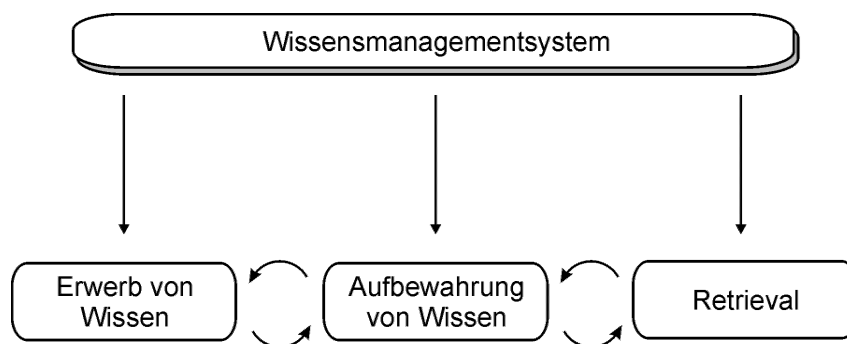 Wissensmanagementsystem
Erwerb von
Wissen
Aufbewahrung
von Wissen
Retrieval